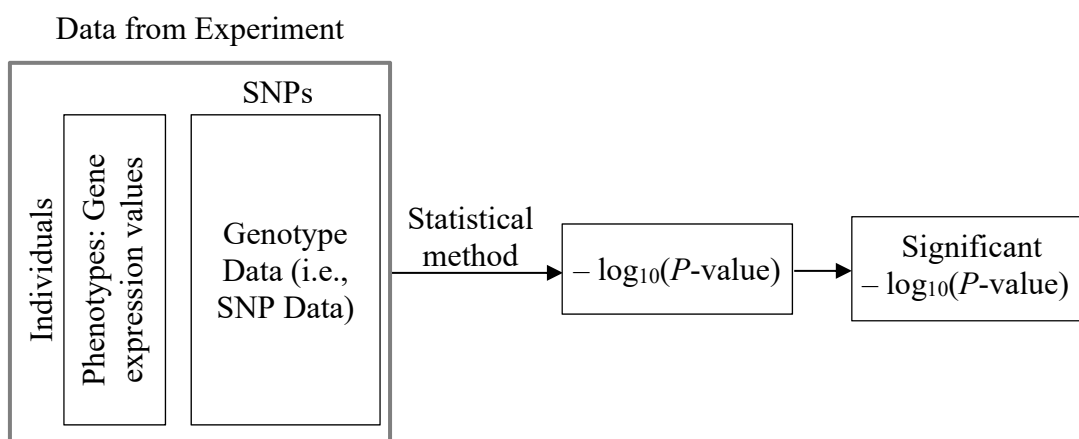 Data from Experiment
SNPs
Individuals
Phenotypes: Gene
expression values
Genotype
Data (i.e.,
SNP Data)
Statistical
method
– log₁₀(P-value)
Significant
– log₁₀(P-value)